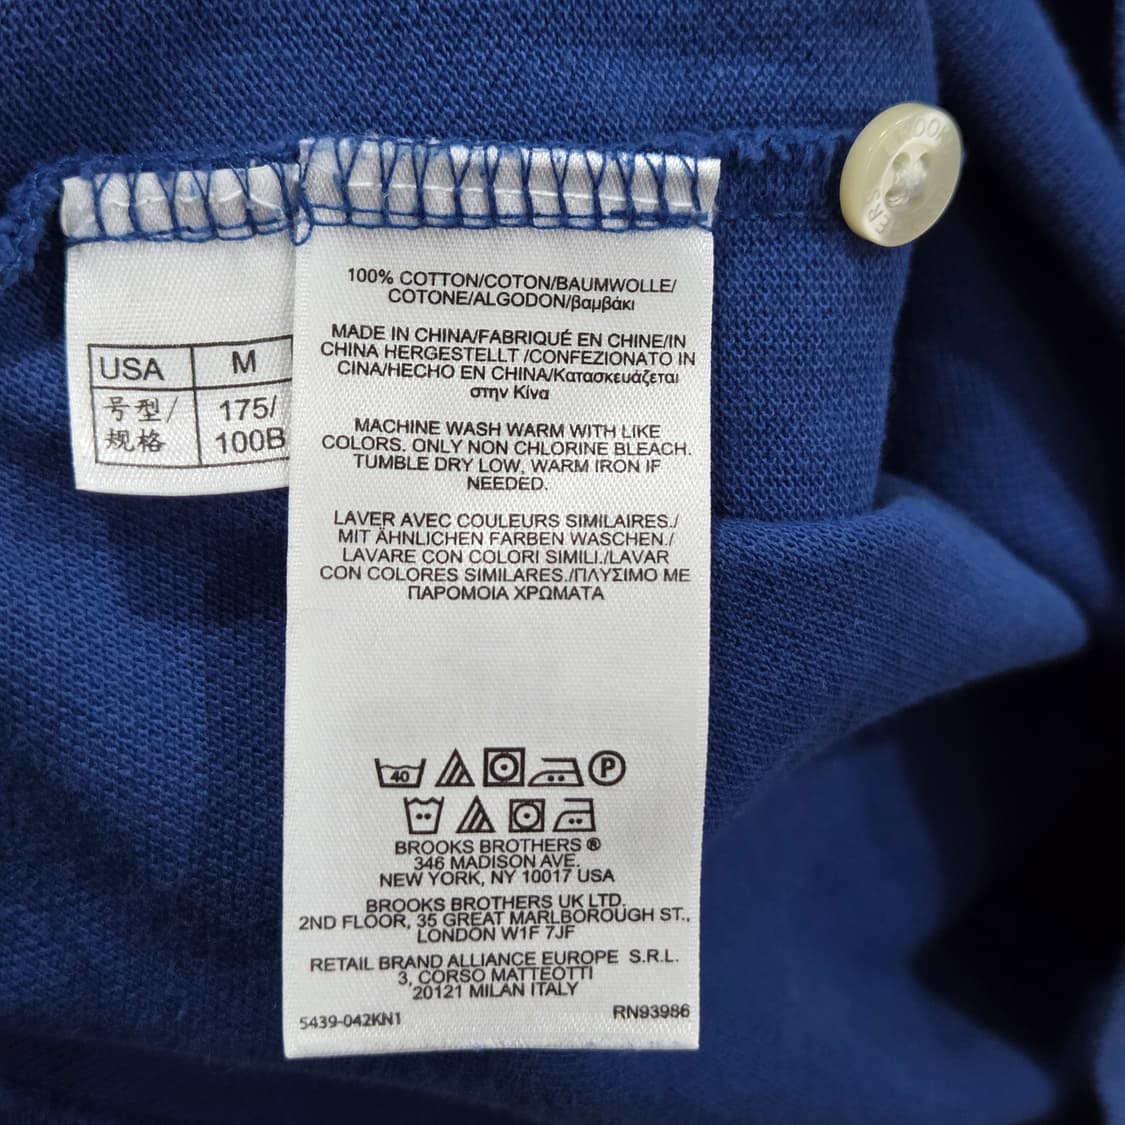 USA M
号型/ 175/
规格 100B
100% COTTON/COTON/BAUMWOLLE/
COTONE/ALGODON/βαμβάκι
MADE IN CHINA/FABRIQUÉ EN CHINE/IN
CHINA HERGESTELLT /CONFEZIONATO IN
CINA/HECHO EN CHINA/Κατασκευάζεται
στην Κίνα
MACHINE WASH WARM WITH LIKE
COLORS. ONLY NON CHLORINE BLEACH.
TUMBLE DRY LOW, WARM IRON IF
NEEDED.
LAVER AVEC COULEURS SIMILAIRES./
MIT ÄHNLICHEN FARBEN WASCHEN./
LAVARE CON COLORI SIMILI./LAVAR
CON COLORES SIMILARES./ΠΛΥΣΙΜΟ ΜΕ
ΠΑΡΟΜΟΙΑ ΧΡΩΜΑΤΑ
40 P
BROOKS BROTHERS ®
346 MADISON AVE.
NEW YORK, NY 10017 USA
BROOKS BROTHERS UK LTD.
2ND FLOOR, 35 GREAT MARLBOROUGH ST.,
LONDON W1F 7JF
RETAIL BRAND ALLIANCE EUROPE S.R.L.
3, CORSO MATTEOTTI
20121 MILAN ITALY
5439-042KN1 RN93986